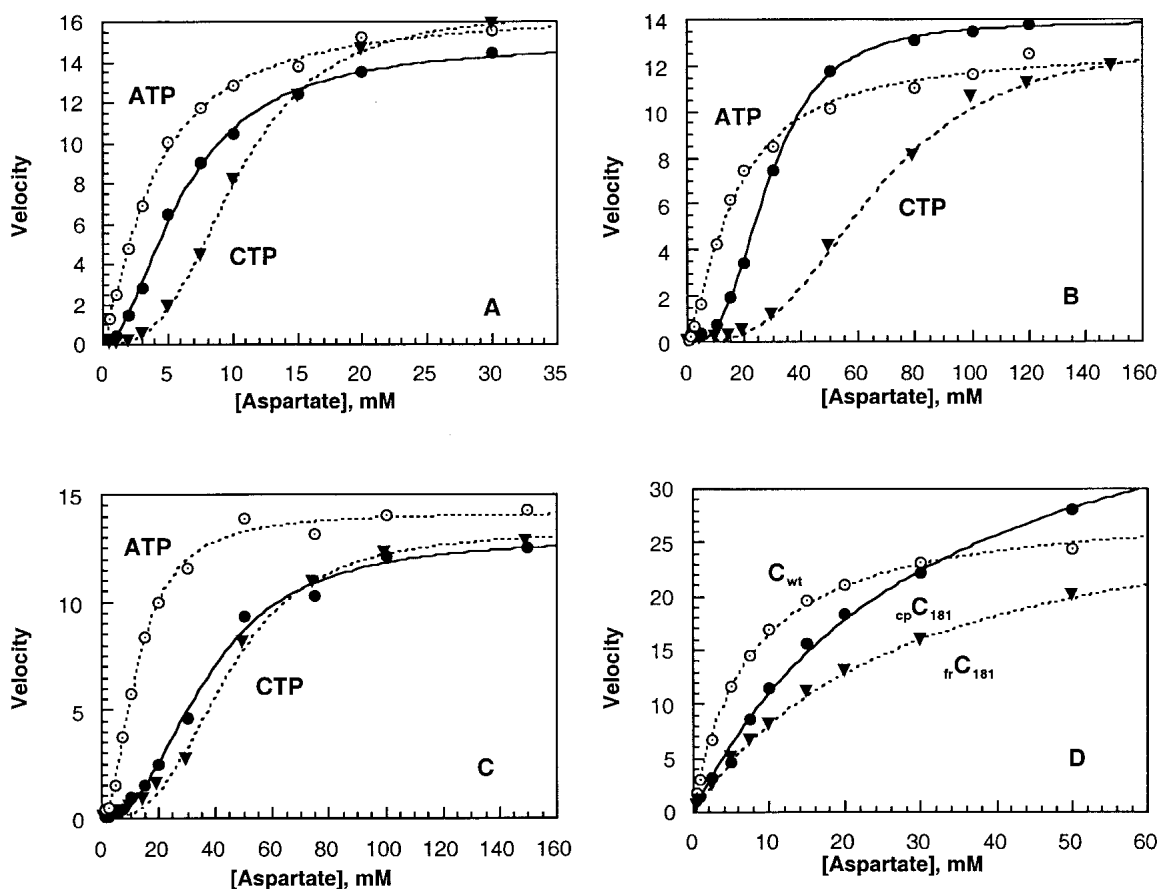 16
14
12
10
8
6
4
2
0
Velocity
ATP
CTP
A
0 5 10 15 20 25 30 35
[Aspartate], mM
14
12
10
8
6
4
2
0
Velocity
ATP
CTP
B
0 20 40 60 80 100 120 140 160
[Aspartate], mM
15
10
5
0
Velocity
ATP
CTP
C
0 20 40 60 80 100 120 140 160
[Aspartate], mM
30
25
20
15
10
5
0
Velocity
Cwt
cpC181
frC181
D
0 10 20 30 40 50 60
[Aspartate], mM